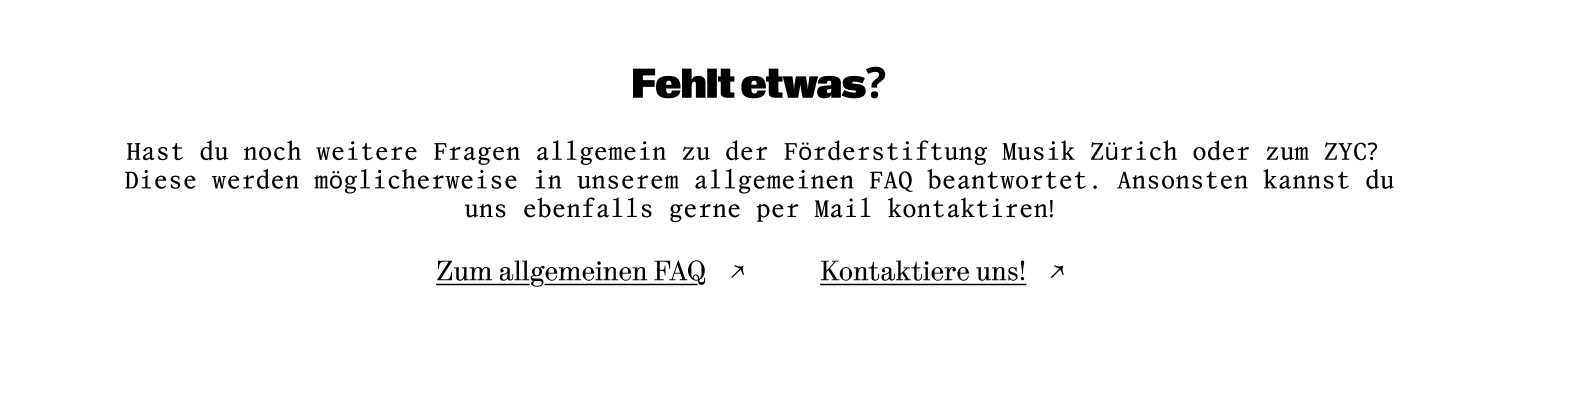 Fehlt etwas?
Hast du noch weitere Fragen allgemein zu der Förderstiftung Musik Zürich oder zum ZYC?
Diese werden möglicherweise in unserem allgemeinen FAQ beantwortet. Ansonsten kannst du
uns ebenfalls gerne per Mail kontaktiren!
Zum allgemeinen FAQ ↗ Kontaktiere uns! ↗